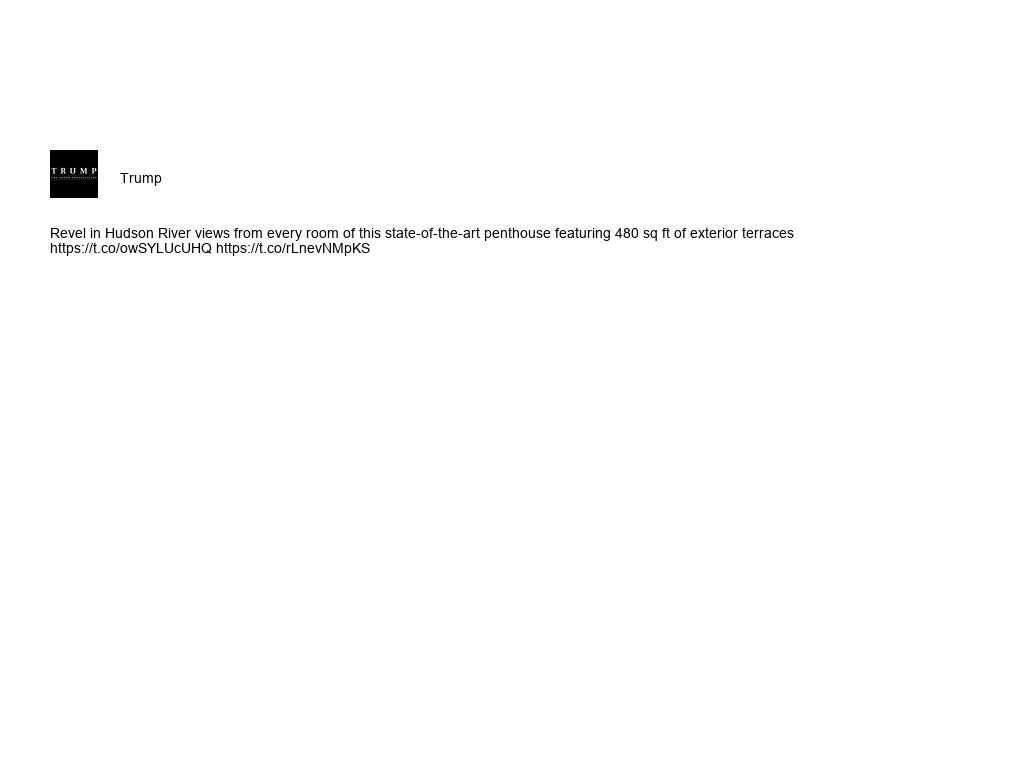 TRUMP
Trump
Revel in Hudson River views from every room of this state-of-the-art penthouse featuring 480 sq ft of exterior terraces
https://t.co/owSYLUcUHQ https://t.co/rLnevNMpKS